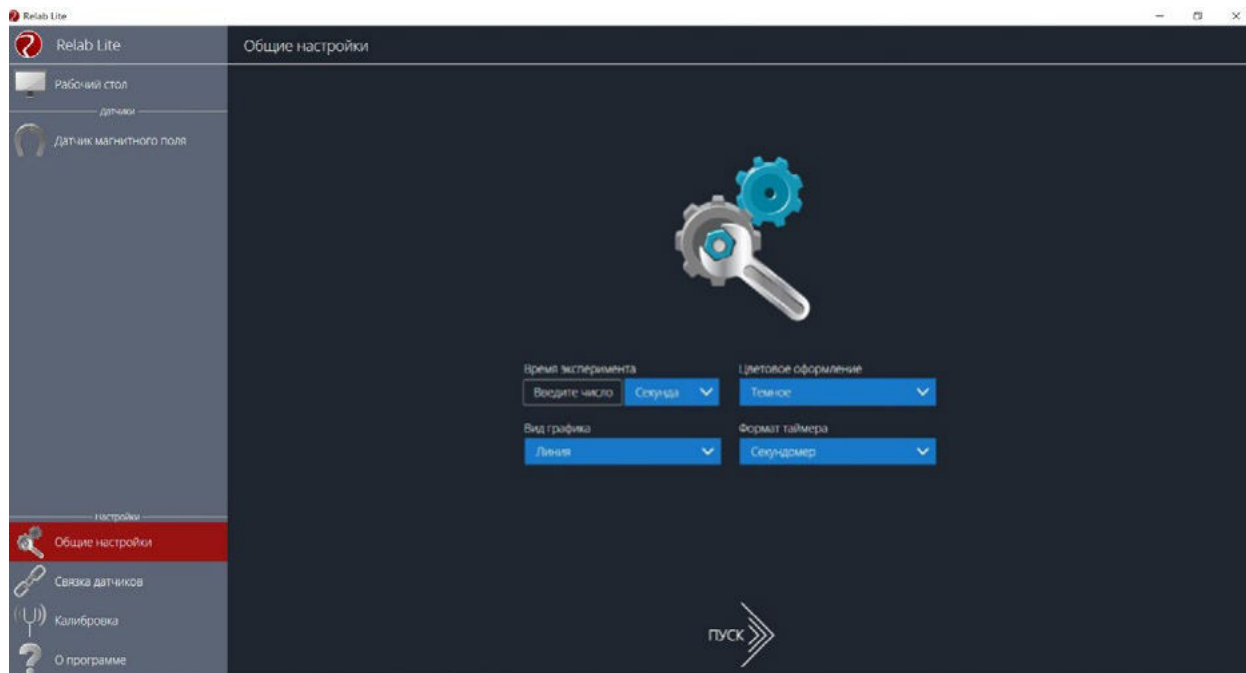 Relab Lite
Relab Lite
Общие настройки
Рабочий стол
Датчики
Датчик магнитного поля
Время эксперимента
Цветовое оформление
Введите число
Секунда
Темное
Вид графика
Формат таймера
Линия
Секундомер
Настройки
Общие настройки
Связка датчиков
Калибровка
О программе
ПУСК